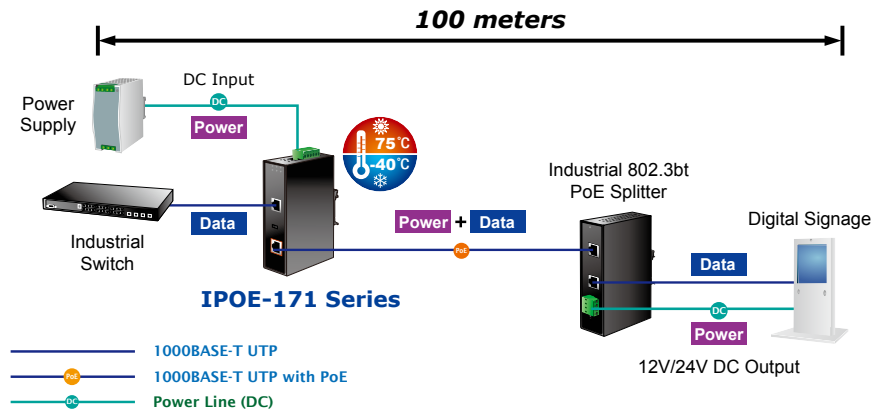 100 meters
DC Input
Power
Supply
DC
Power
75°C
-40°C
Industrial 802.3bt
PoE Splitter
Digital Signage
Data
Power + Data
Industrial
Switch
PoE
Data
IPOE-171 Series
DC
Power
12V/24V DC Output
1000BASE-T UTP
PoE
1000BASE-T UTP with PoE
DC
Power Line (DC)